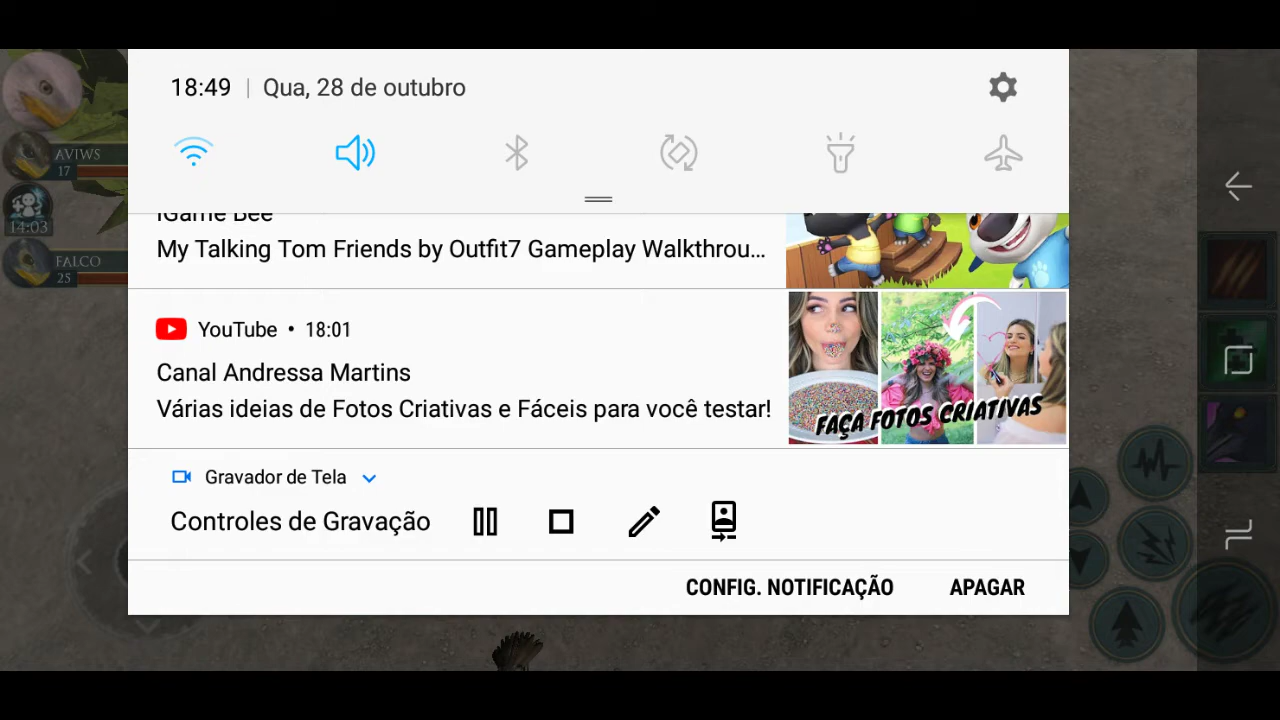 18:49 | Qua, 28 de outubro
iGame Bee
My Talking Tom Friends by Outfit7 Gameplay Walkthrou...
YouTube • 18:01
Canal Andressa Martins
Várias ideias de Fotos Criativas e Fáceis para você testar!
FAÇA FOTOS CRIATIVAS
Gravador de Tela
Controles de Gravação
CONFIG. NOTIFICAÇÃO
APAGAR
AVIWS
17
14:03
FALCO
25